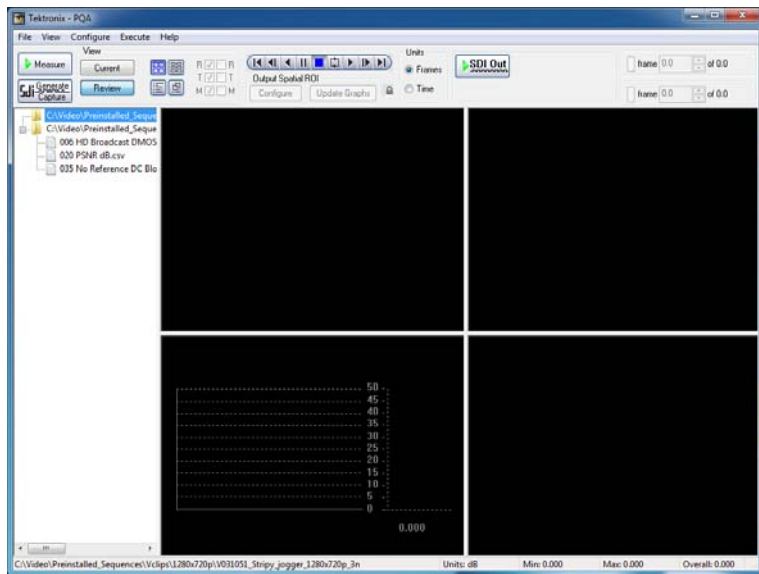 Tektronix - PQA
File View Configure Execute Help
View
Units
Measure
Current
R R
T T
M M
Output Spatial ROI
Frames
Time
SDI Out
frame 0.0 of 0.0
Sdi Generate Capture
Review
Configure
Update Graphs
frame 0.0 of 0.0
C:\Video\Preinstalled_Seque
C:\Video\Preinstalled_Seque
006 HD Broadcast DMOS
020 PSNR dB.csv
035 No Reference DC Blo
50
45
40
35
30
25
20
15
10
5
0
0.000
C:\Video\Preinstalled_Sequences\Vclips\1280x720p\V031051_Stripy_jogger_1280x720p_3n Units: dB Min: 0.000 Max: 0.000 Overall: 0.000